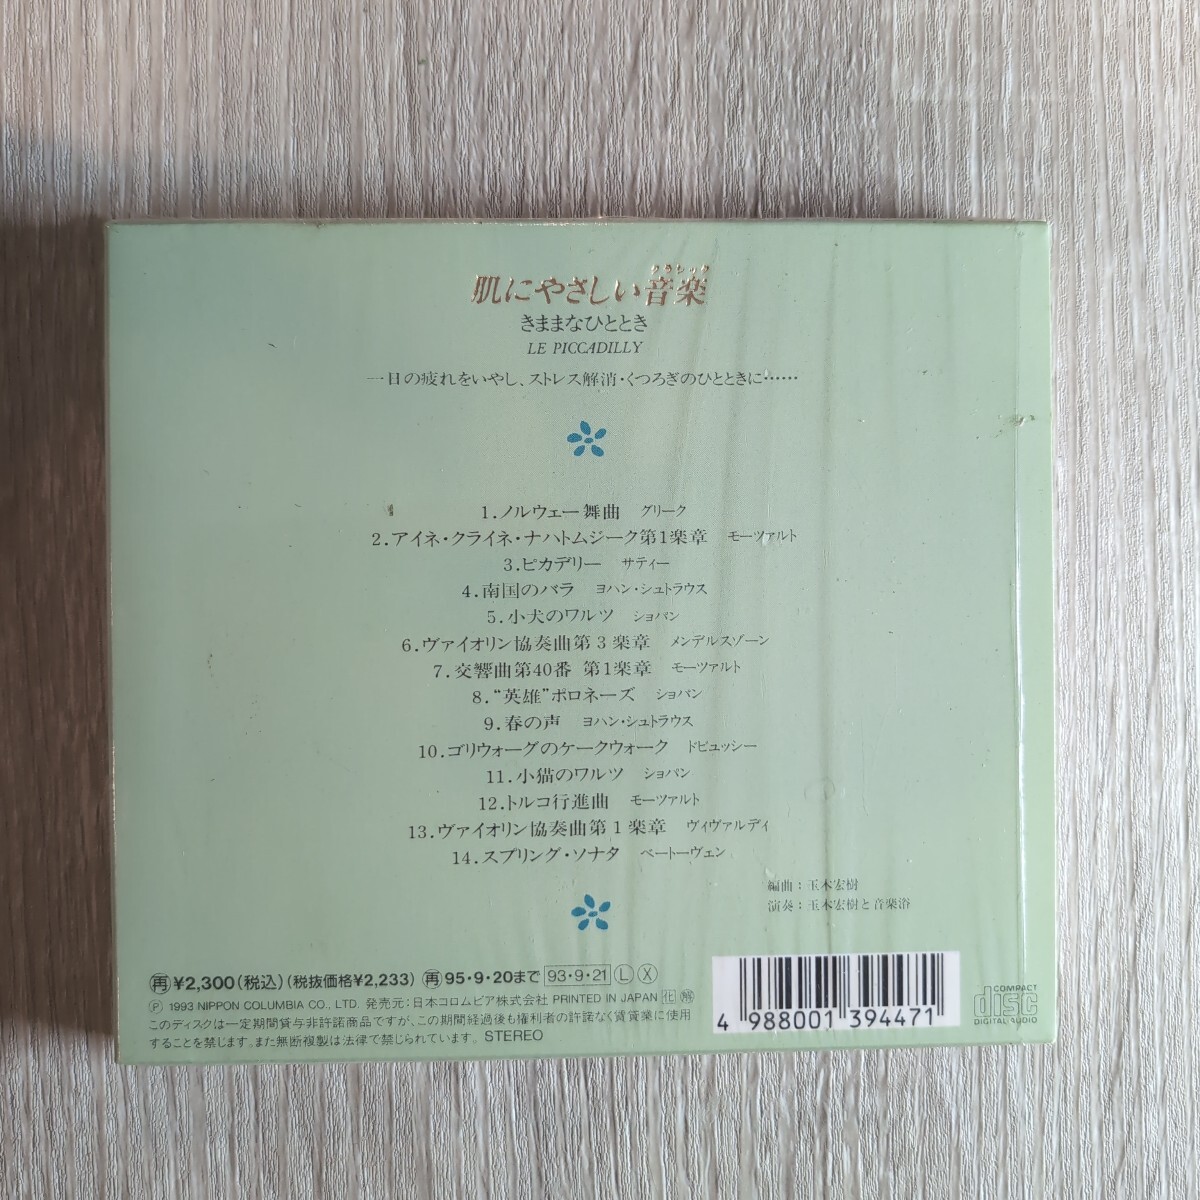 クラシック
肌にやさしい音楽
きままなひととき
LE PICCADILLY
一日の疲れをいやし、ストレス解消・くつろぎのひとときに……
1.ノルウェー舞曲 グリーク
2.アイネ・クライネ・ナハトムジーク第1楽章 モーツァルト
3.ピカデリー サティー
4.南国のバラ ヨハン・シュトラウス
5.小犬のワルツ ショパン
6.ヴァイオリン協奏曲第3楽章 メンデルスゾーン
7.交響曲第40番 第1楽章 モーツァルト
8.“英雄”ポロネーズ ショパン
9.春の声 ヨハン・シュトラウス
10.ゴリウォーグのケークウォーク ドビュッシー
11.小猫のワルツ ショパン
12.トルコ行進曲 モーツァルト
13.ヴァイオリン協奏曲第1楽章 ヴィヴァルディ
14.スプリング・ソナタ ベートーヴェン
編曲：玉木宏樹
演奏：玉木宏樹と音楽浴
㊢¥2,300(税込)(税抜価格¥2,233) 再95・9・20まで 93・9・21 Ⓛ Ⓧ
Ⓟ 1993 NIPPON COLUMBIA CO., LTD. 発売元：日本コロムビア株式会社 PRINTED IN JAPAN
このディスクは一定期間貸与非許諾商品ですが、この期間経過後も権利者の許諾なく賃貸業に使用
することを禁じます。また無断複製は法律で禁じられています。STEREO
4 988001 394471
COMPACT
disc
DIGITAL AUDIO